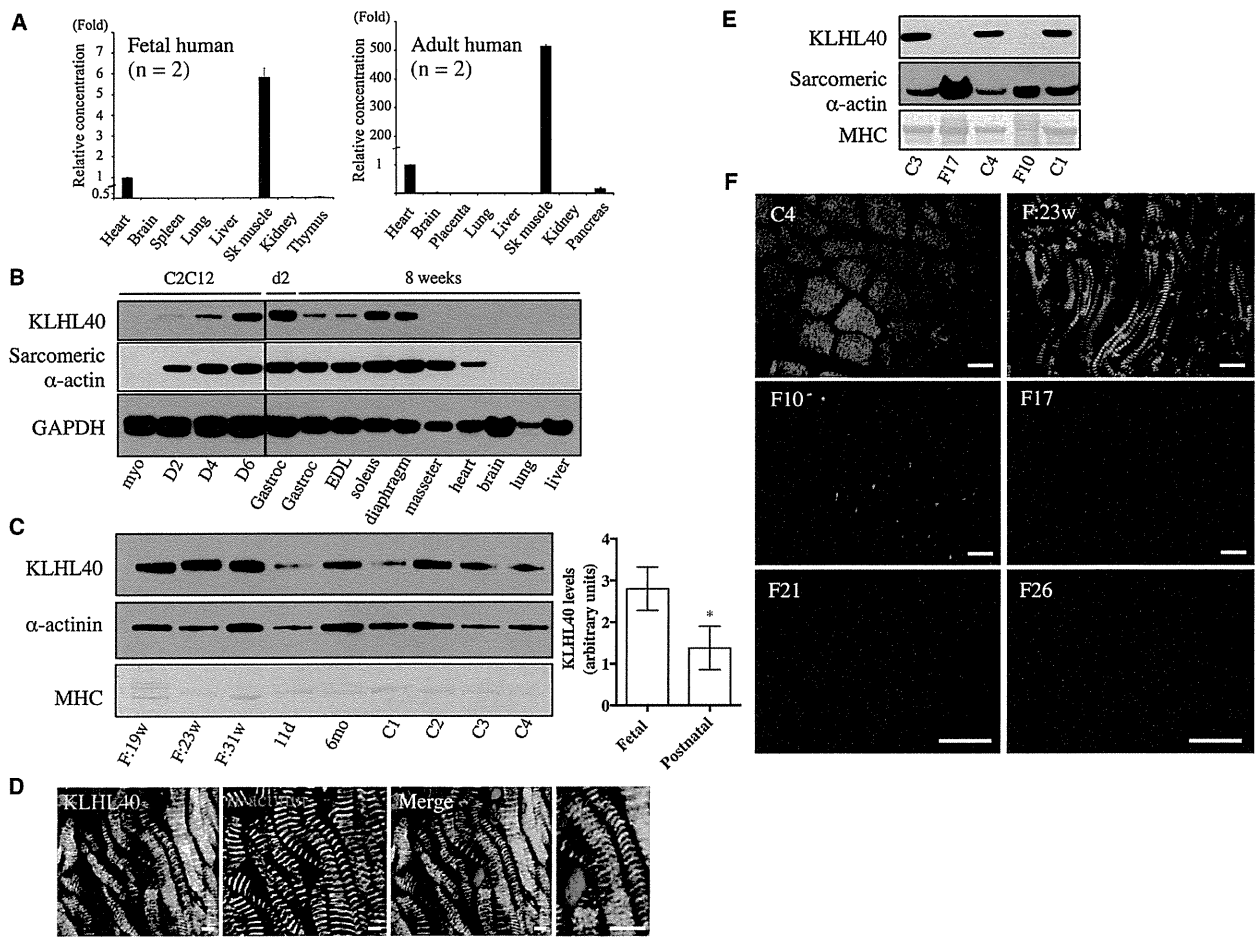 A
(Fold)
Relative concentration
7
6
5
4
3
2
1
1
0.5
Fetal human
(n = 2)
Heart
Brain
Spleen
Lung
Liver
Sk muscle
Kidney
Thymus
(Fold)
Relative concentration
500
400
300
200
1
Adult human
(n = 2)
Heart
Brain
Placenta
Lung
Liver
Sk muscle
Kidney
Pancreas
B
C2C12
d2
8 weeks
KLHL40
Sarcomeric
α-actin
GAPDH
myo
D2
D4
D6
Gastroc
Gastroc
EDL
soleus
diaphragm
masseter
heart
brain
lung
liver
C
KLHL40
α-actinin
MHC
F:19w
F:23w
F:31w
11d
6mo
C1
C2
C3
C4
KLHL40 levels
(arbitrary units)
4
3
2
1
0
*
Fetal
Postnatal
D
KLHL40
Merge
E
KLHL40
Sarcomeric
α-actin
MHC
C3
F17
C4
F10
C1
F
C4
F:23w
F10
F17
F21
F26